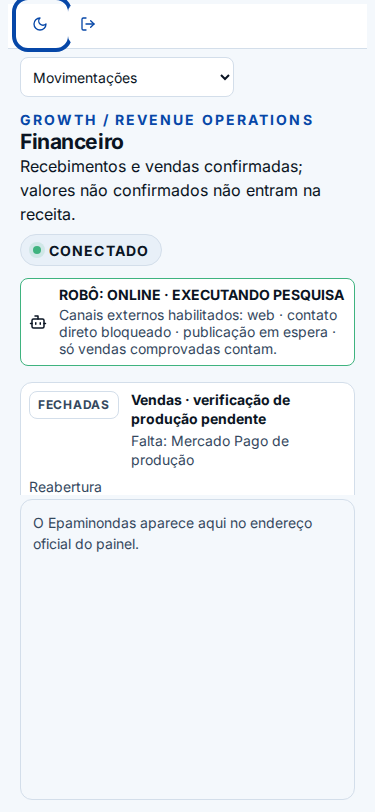 Movimentações
GROWTH / REVENUE OPERATIONS
Financeiro
Recebimentos e vendas confirmadas;
valores não confirmados não entram na
receita.
CONECTADO
ROBÔ: ONLINE · EXECUTANDO PESQUISA
Canais externos habilitados: web · contato
direto bloqueado · publicação em espera ·
só vendas comprovadas contam.
FECHADAS
Vendas · verificação de
produção pendente
Falta: Mercado Pago de
produção
Reabertura
O Epaminondas aparece aqui no endereço
oficial do painel.